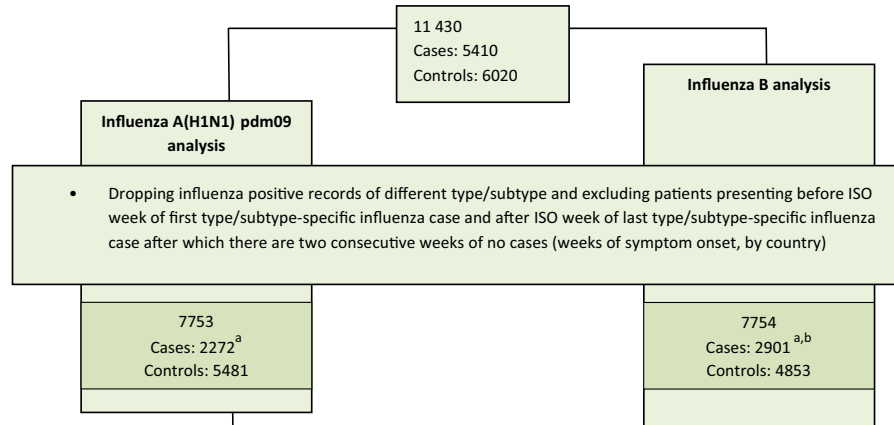 11 430
Cases: 5410
Controls: 6020
Influenza B analysis
Influenza A(H1N1) pdm09
analysis
• Dropping influenza positive records of different type/subtype and excluding patients presenting before ISO
week of first type/subtype-specific influenza case and after ISO week of last type/subtype-specific influenza
case after which there are two consecutive weeks of no cases (weeks of symptom onset, by country)
7753
Cases: 2272a
Controls: 5481
7754
Cases: 2901 a,b
Controls: 4853